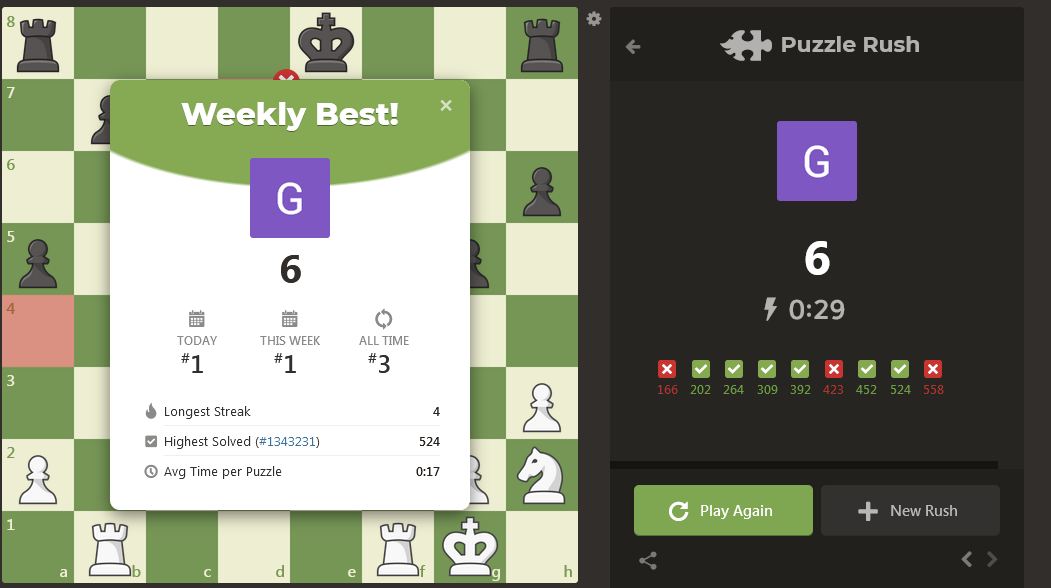 8
7
6
5
4
3
2
1
a
b
c
d
e
f
g
h
Weekly Best!
×
G
6
TODAY
#1
THIS WEEK
#1
ALL TIME
#3
Longest Streak 4
Highest Solved (#1343231) 524
Avg Time per Puzzle 0:17
Puzzle Rush
G
6
0:29
166 202 264 309 392 423 452 524 558
Play Again
New Rush